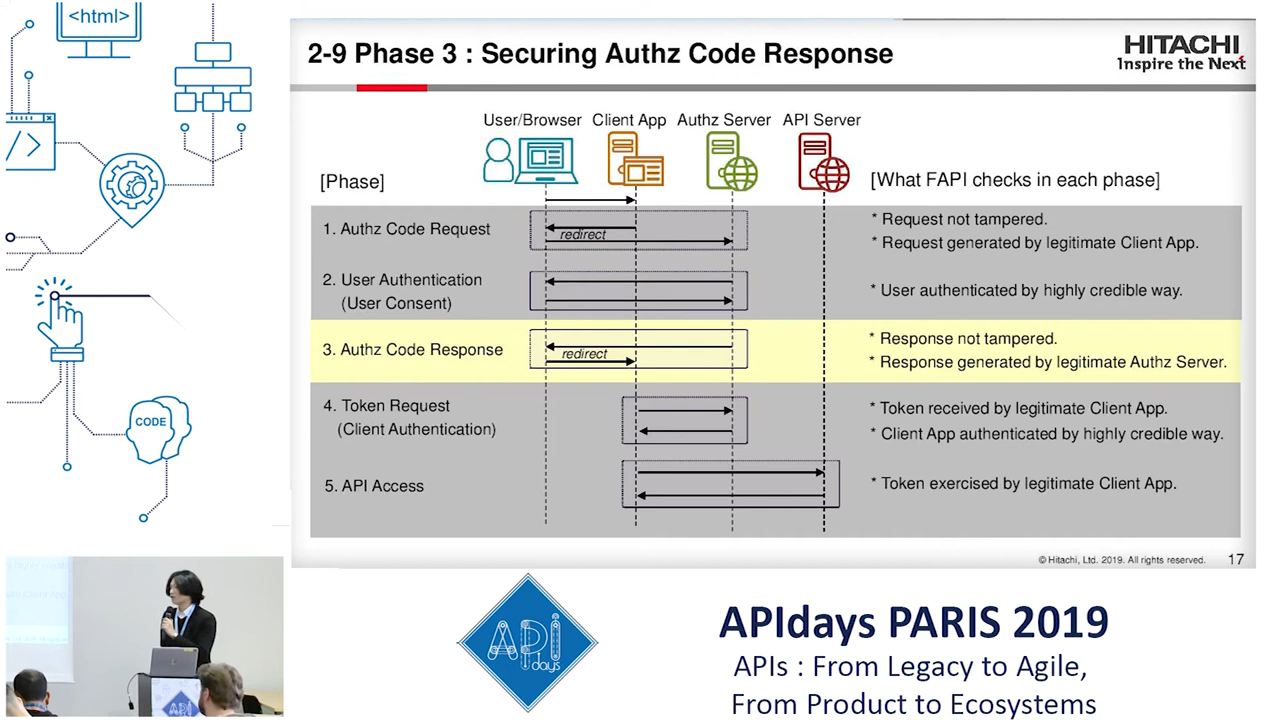 <html>
</>
CODE
2-9 Phase 3 : Securing Authz Code Response
HITACHI
Inspire the Next
User/Browser Client App Authz Server API Server
[Phase]
[What FAPI checks in each phase]
1. Authz Code Request
redirect
* Request not tampered.
* Request generated by legitimate Client App.
2. User Authentication
(User Consent)
* User authenticated by highly credible way.
3. Authz Code Response
redirect
* Response not tampered.
* Response generated by legitimate Authz Server.
4. Token Request
(Client Authentication)
* Token received by legitimate Client App.
* Client App authenticated by highly credible way.
5. API Access
* Token exercised by legitimate Client App.
© Hitachi, Ltd. 2019. All rights reserved. 17
API
days
APIdays PARIS 2019
APIs : From Legacy to Agile,
From Product to Ecosystems